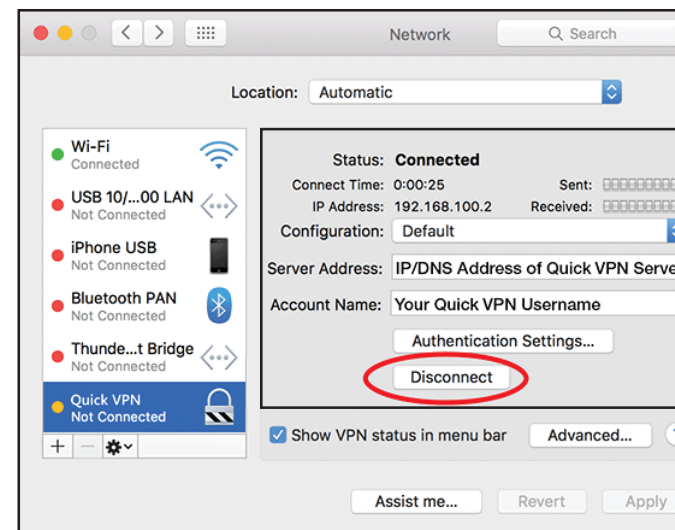 Network
Search
Location: Automatic
Wi-Fi
Connected
USB 10/...00 LAN
Not Connected
iPhone USB
Not Connected
Bluetooth PAN
Not Connected
Thunde...t Bridge
Not Connected
Quick VPN
Not Connected
Status: Connected
Connect Time: 0:00:25 Sent:
IP Address: 192.168.100.2 Received:
Configuration: Default
Server Address: IP/DNS Address of Quick VPN Serve
Account Name: Your Quick VPN Username
Authentication Settings...
Disconnect
Show VPN status in menu bar Advanced...
Assist me... Revert Apply